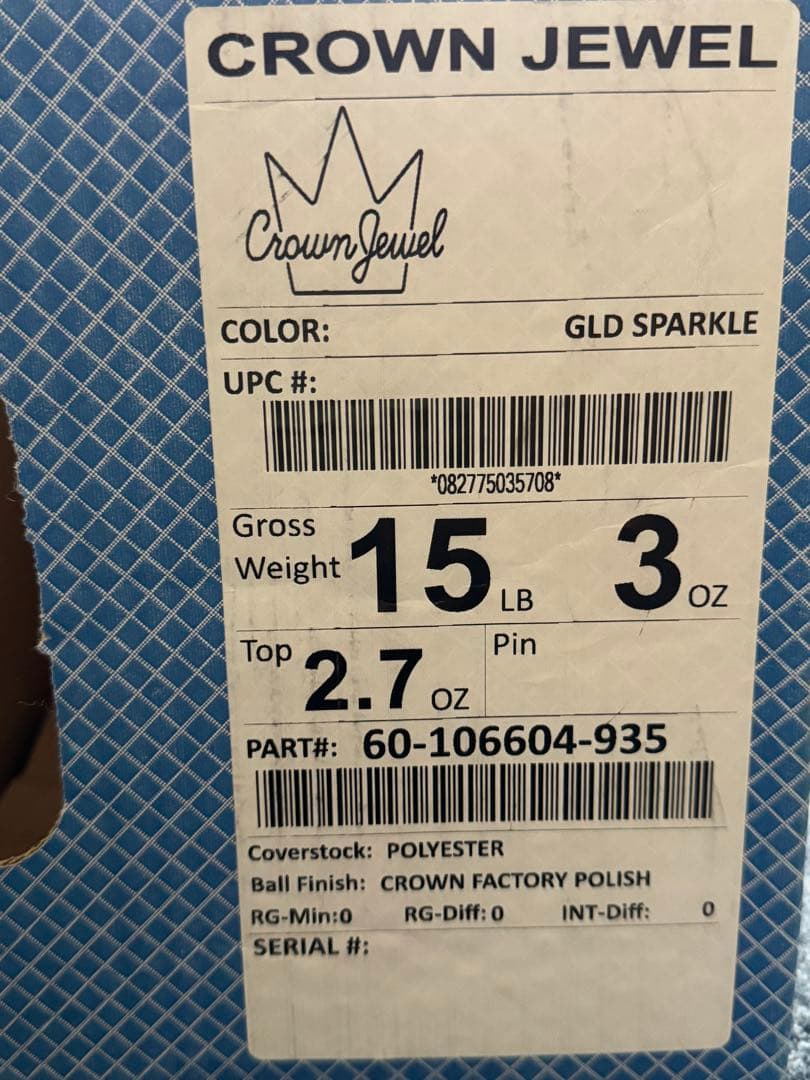 CROWN JEWEL
Crown Jewel
COLOR: GLD SPARKLE
UPC #:
*082775035708*
Gross Weight 15 LB 3 OZ
Top 2.7 OZ Pin
PART#: 60-106604-935
Coverstock: POLYESTER
Ball Finish: CROWN FACTORY POLISH
RG-Min:0 RG-Diff: 0 INT-Diff: 0
SERIAL #: